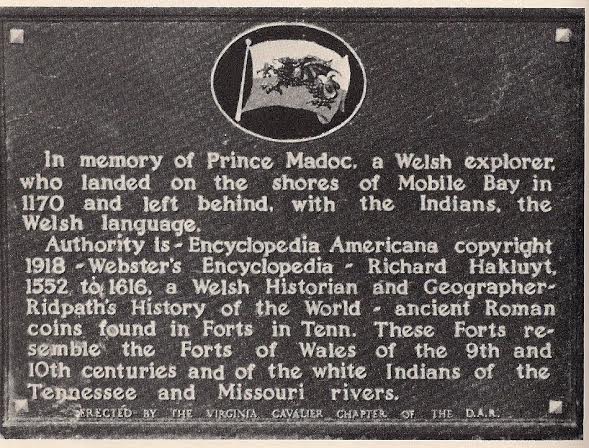 In memory of Prince Madoc, a Welsh explorer,
who landed on the shores of Mobile Bay in
1170 and left behind, with the Indians, the
Welsh language.
Authority is - Encyclopedia Americana copyright
1918 - Webster's Encyclopedia - Richard Hakluyt,
1552 to 1616, a Welsh Historian and Geographer-
Ridpath's History of the World - ancient Roman
coins found in Forts in Tenn. These Forts re-
semble the Forts of Wales of the 9th and
10th centuries and of the white Indians of the
Tennessee and Missouri rivers.
ERECTED BY THE VIRGINIA CAVALIER CHAPTER OF THE D.A.R.